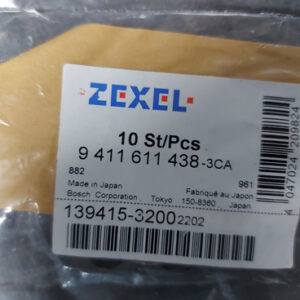 ZEXEL
10 St/Pcs
9 411 611 438-3CA
882 961
Made in Japan Fabriqué au Japon
Bosch Corporation Tokyo 150-8360 Japan
139415-3200 2202
4 047024 209824